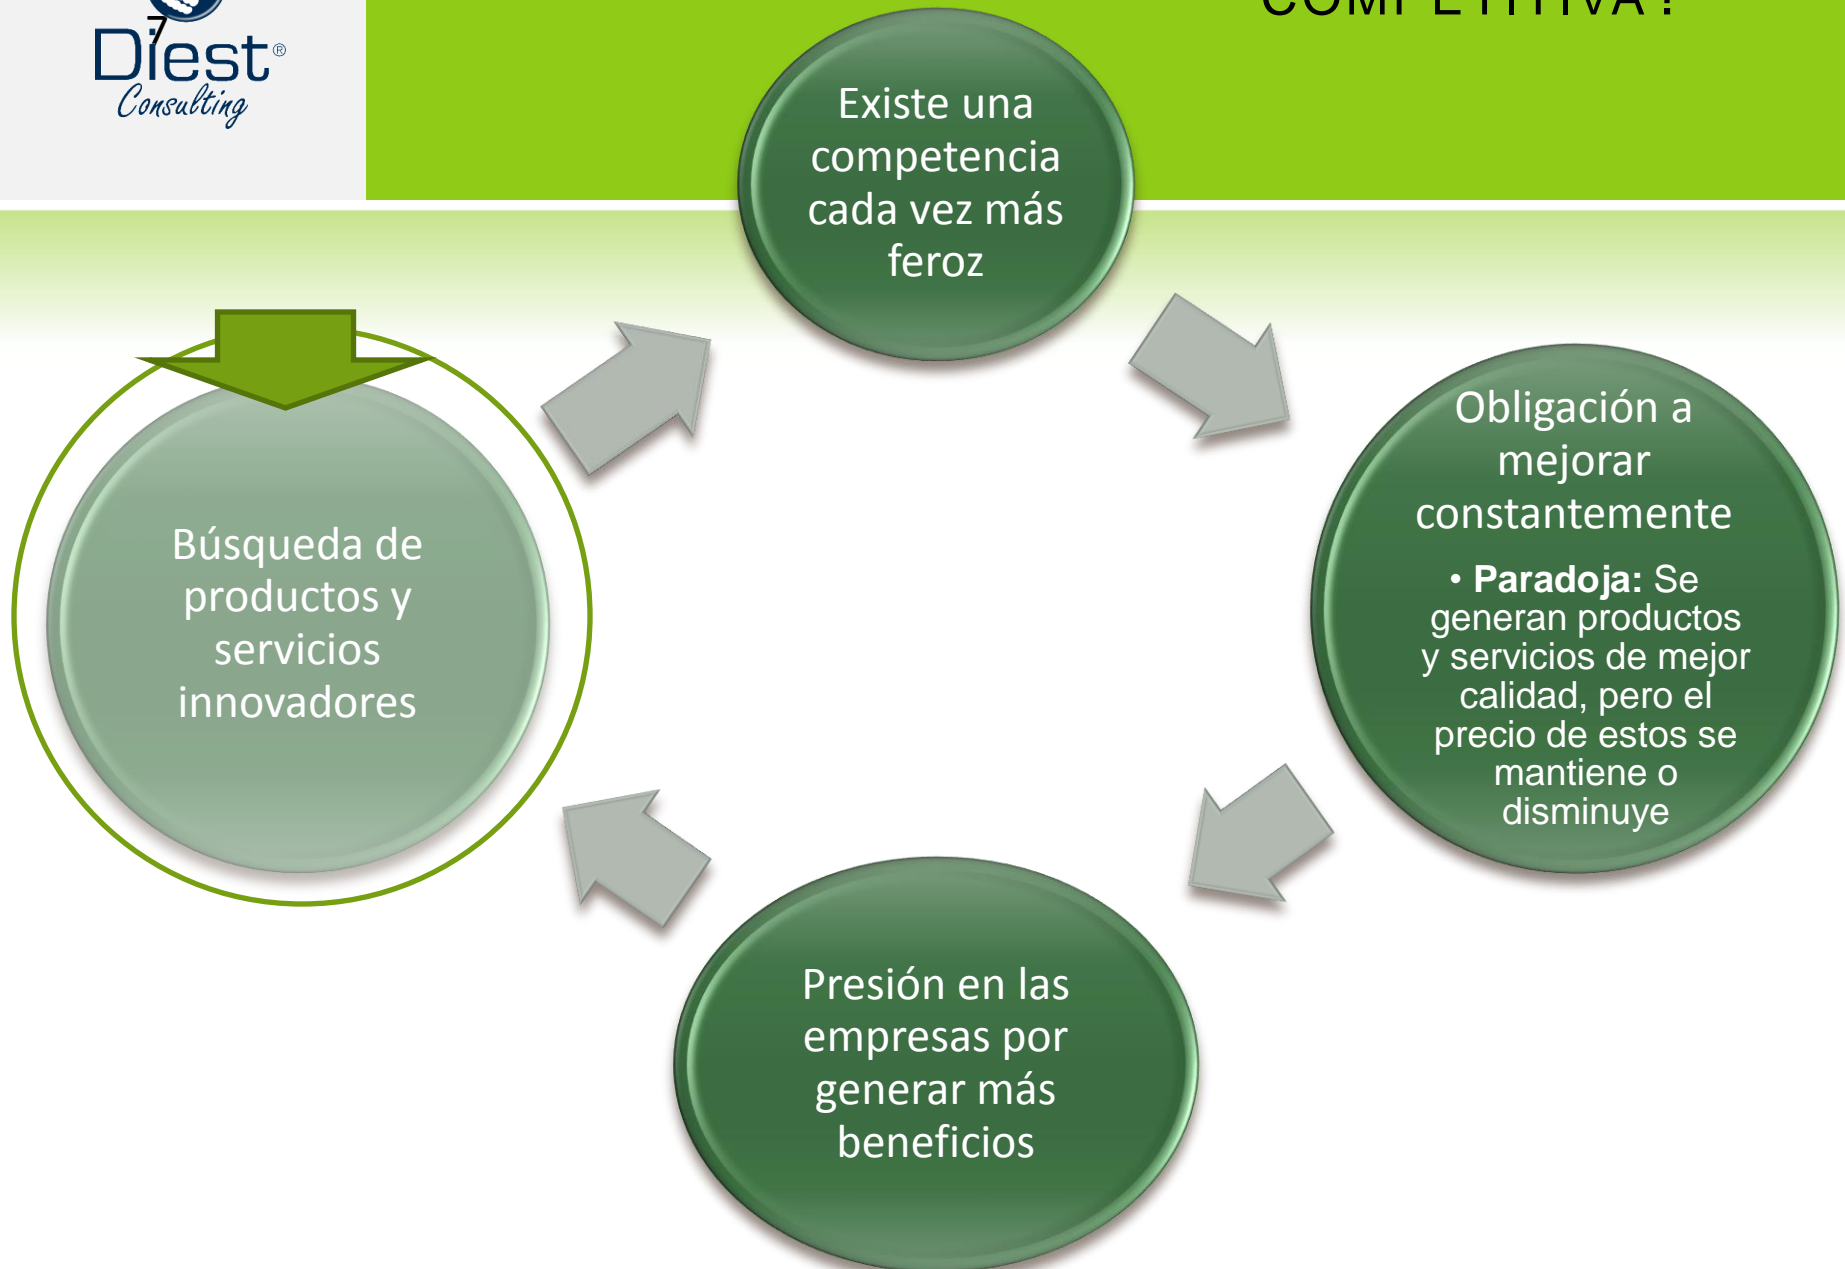 COMPETITIVA?
7
Diest®
Consulting
Existe una
competencia
cada vez más
feroz
Obligación a
mejorar
constantemente
• Paradoja: Se
generan productos
y servicios de mejor
calidad, pero el
precio de estos se
mantiene o
disminuye
Presión en las
empresas por
generar más
beneficios
Búsqueda de
productos y
servicios
innovadores